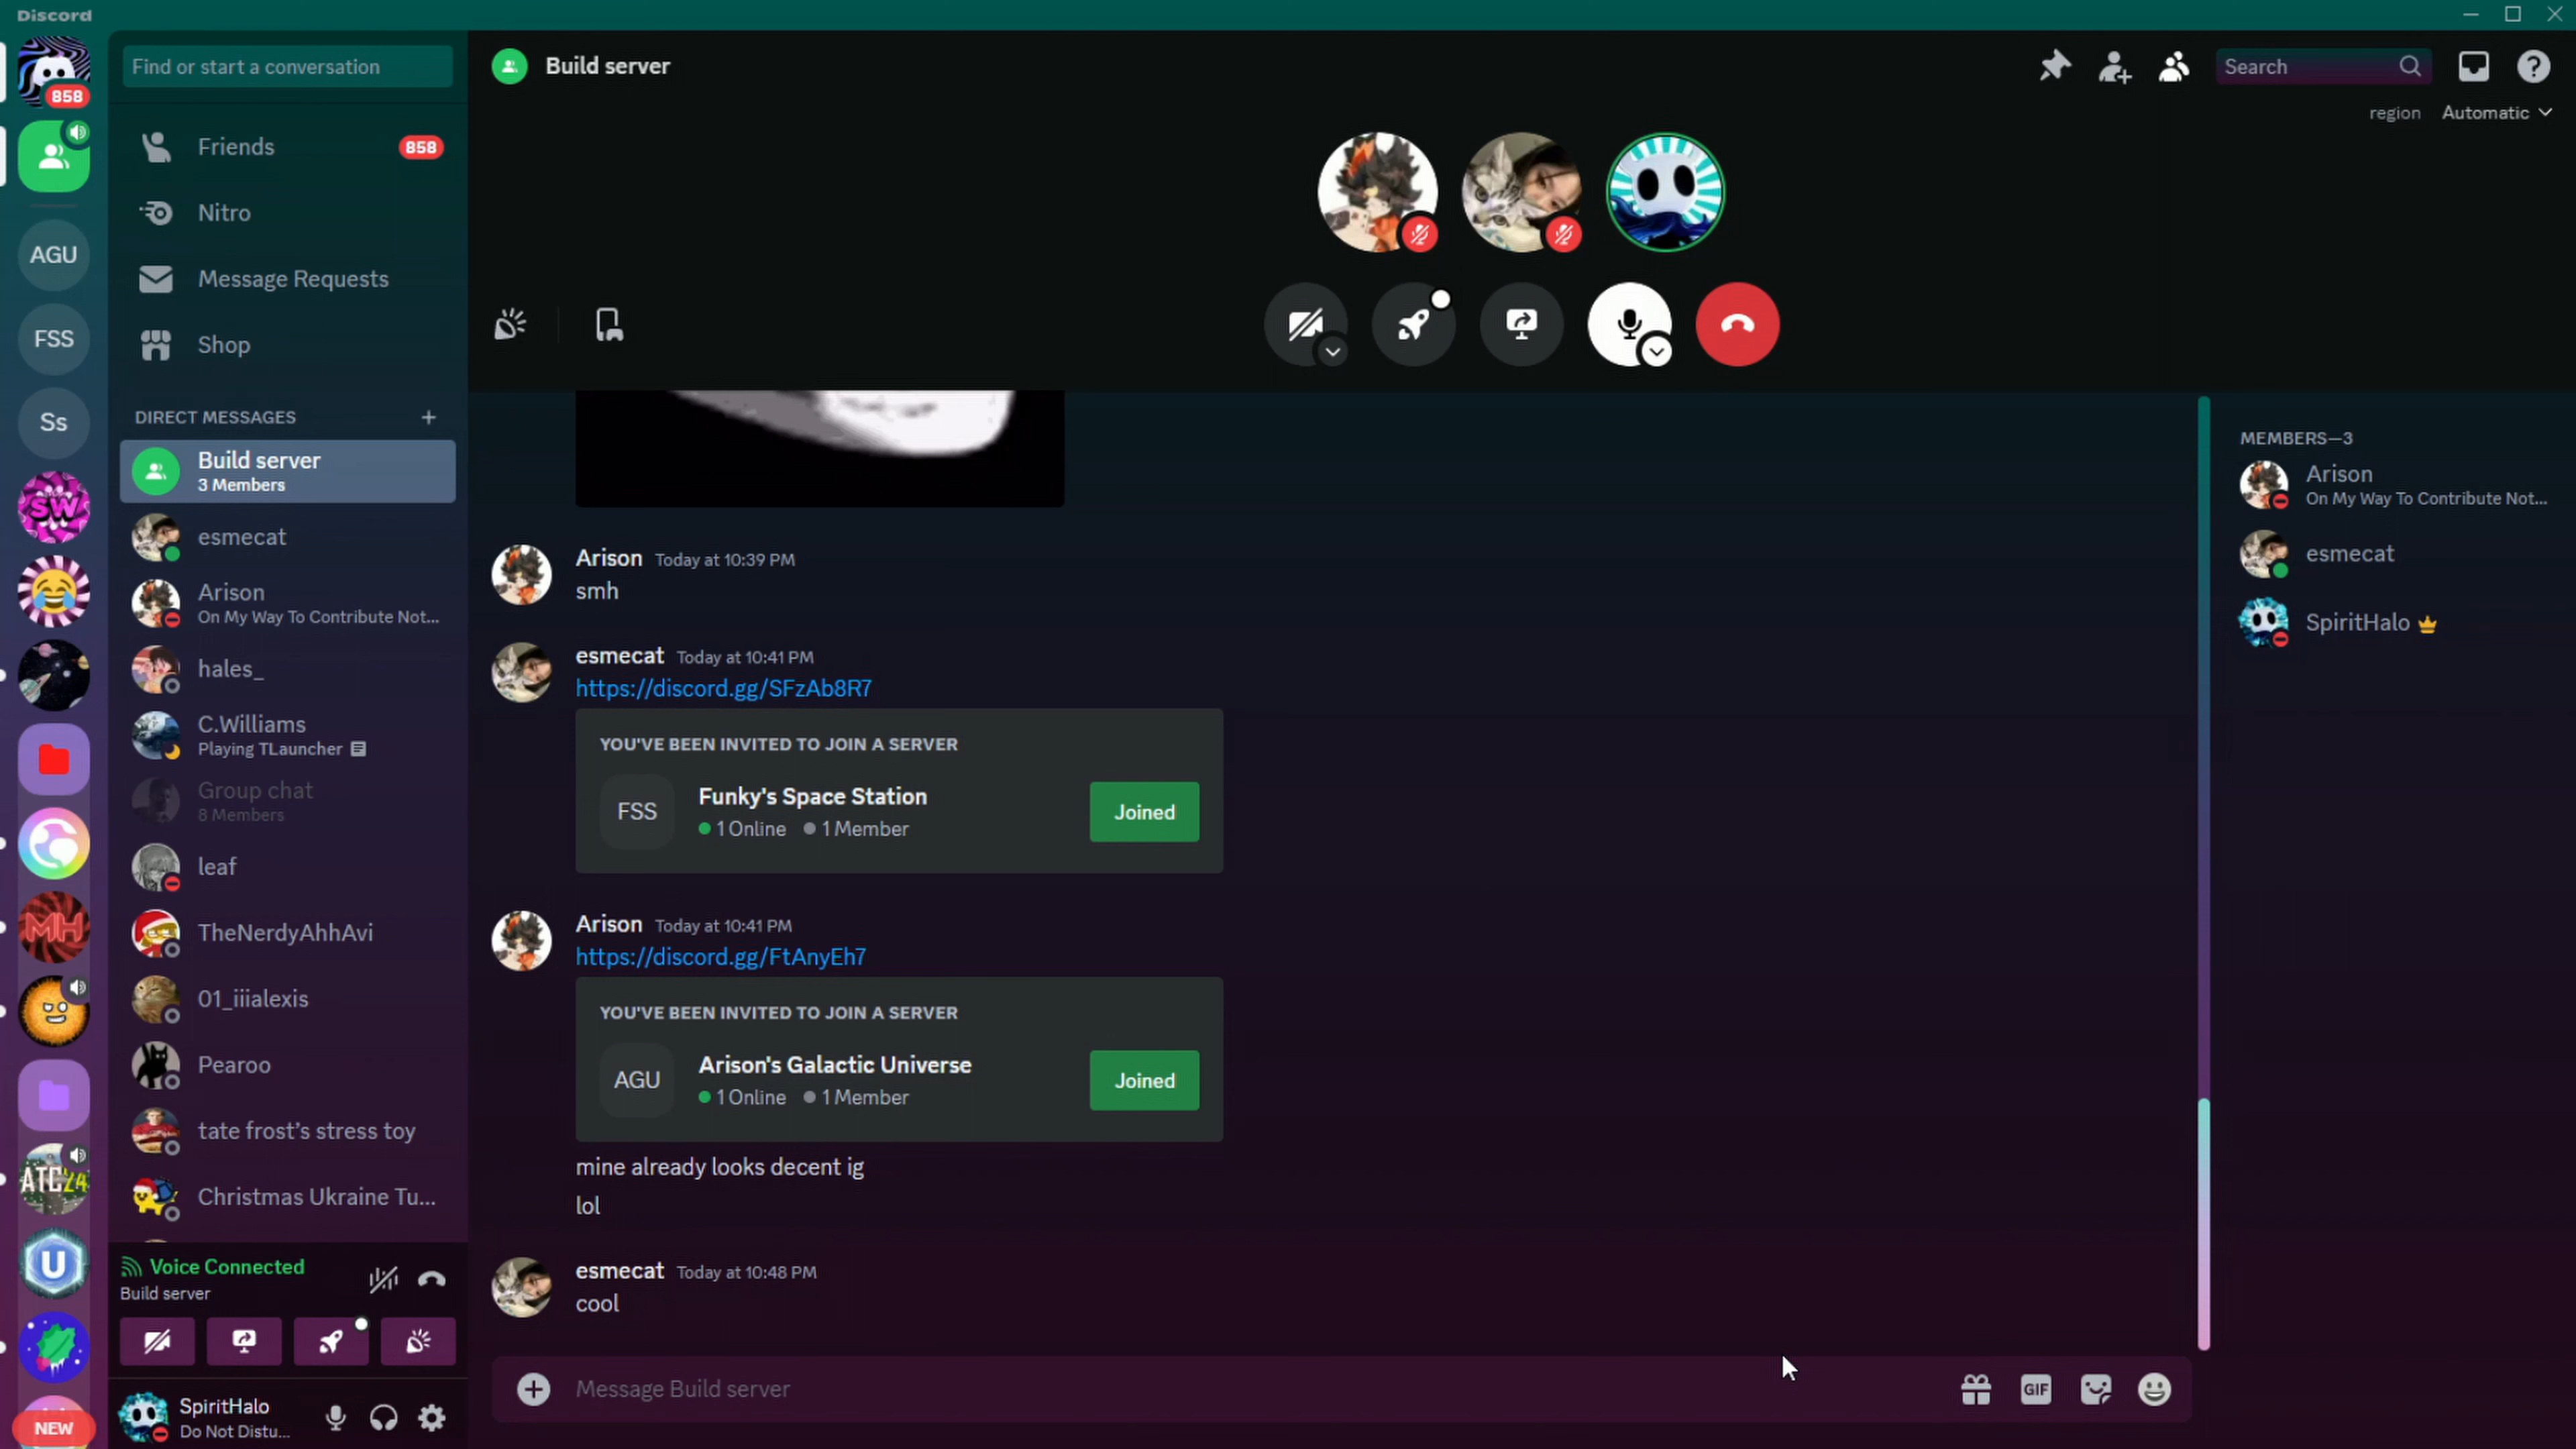 Discord
858
AGU
FSS
Ss
SW
MH
ATC24
U
NEW
Find or start a conversation
Friends
858
Nitro
Message Requests
Shop
DIRECT MESSAGES
Build server
3 Members
esmecat
Arison
On My Way To Contribute Not...
hales_
C.Williams
Playing TLauncher
Group chat
8 Members
leaf
TheNerdyAhhAvi
01_iiialexis
Pearoo
tate frost's stress toy
Christmas Ukraine Tu...
Voice Connected
Build server
SpiritHalo
Do Not Distu...
Build server
Search
region Automatic
Arison Today at 10:39 PM
smh
esmecat Today at 10:41 PM
https://discord.gg/SFzAb8R7
YOU'VE BEEN INVITED TO JOIN A SERVER
FSS
Funky's Space Station
1 Online 1 Member
Joined
Arison Today at 10:41 PM
https://discord.gg/FtAnyEh7
YOU'VE BEEN INVITED TO JOIN A SERVER
AGU
Arison's Galactic Universe
1 Online 1 Member
Joined
mine already looks decent ig
lol
esmecat Today at 10:48 PM
cool
Message Build server
GIF
MEMBERS—3
Arison
On My Way To Contribute Not...
esmecat
SpiritHalo